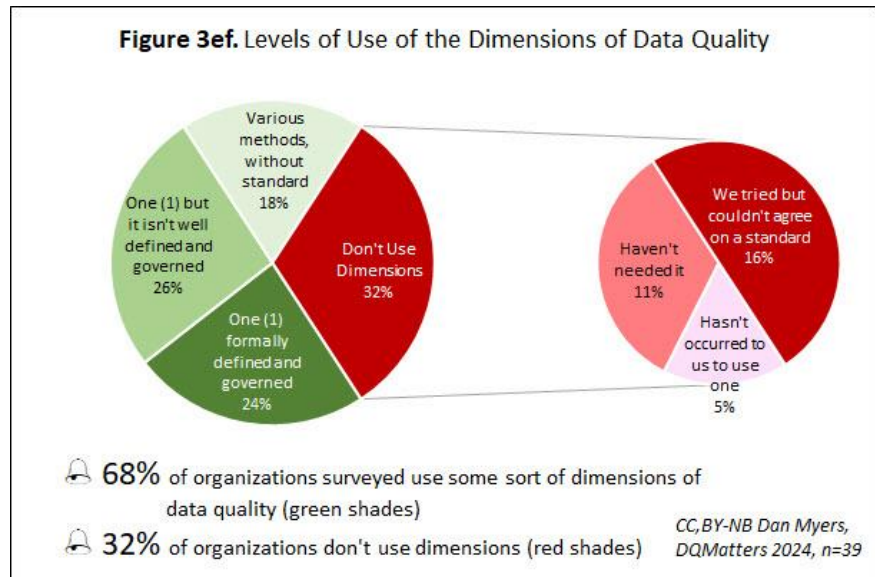 Figure 3ef. Levels of Use of the Dimensions of Data Quality
Various
methods,
without
standard
18%
One (1) but
it isn't well
defined and
governed
26%
Don't Use
Dimensions
32%
One (1)
formally
defined and
governed
24%
We tried but
couldn't agree
on a standard
16%
Haven't
needed it
11%
Hasn't
occurred to
us to use
one
5%
68% of organizations surveyed use some sort of dimensions of
data quality (green shades)
32% of organizations don't use dimensions (red shades)
CC,BY-NB Dan Myers,
DQMatters 2024, n=39